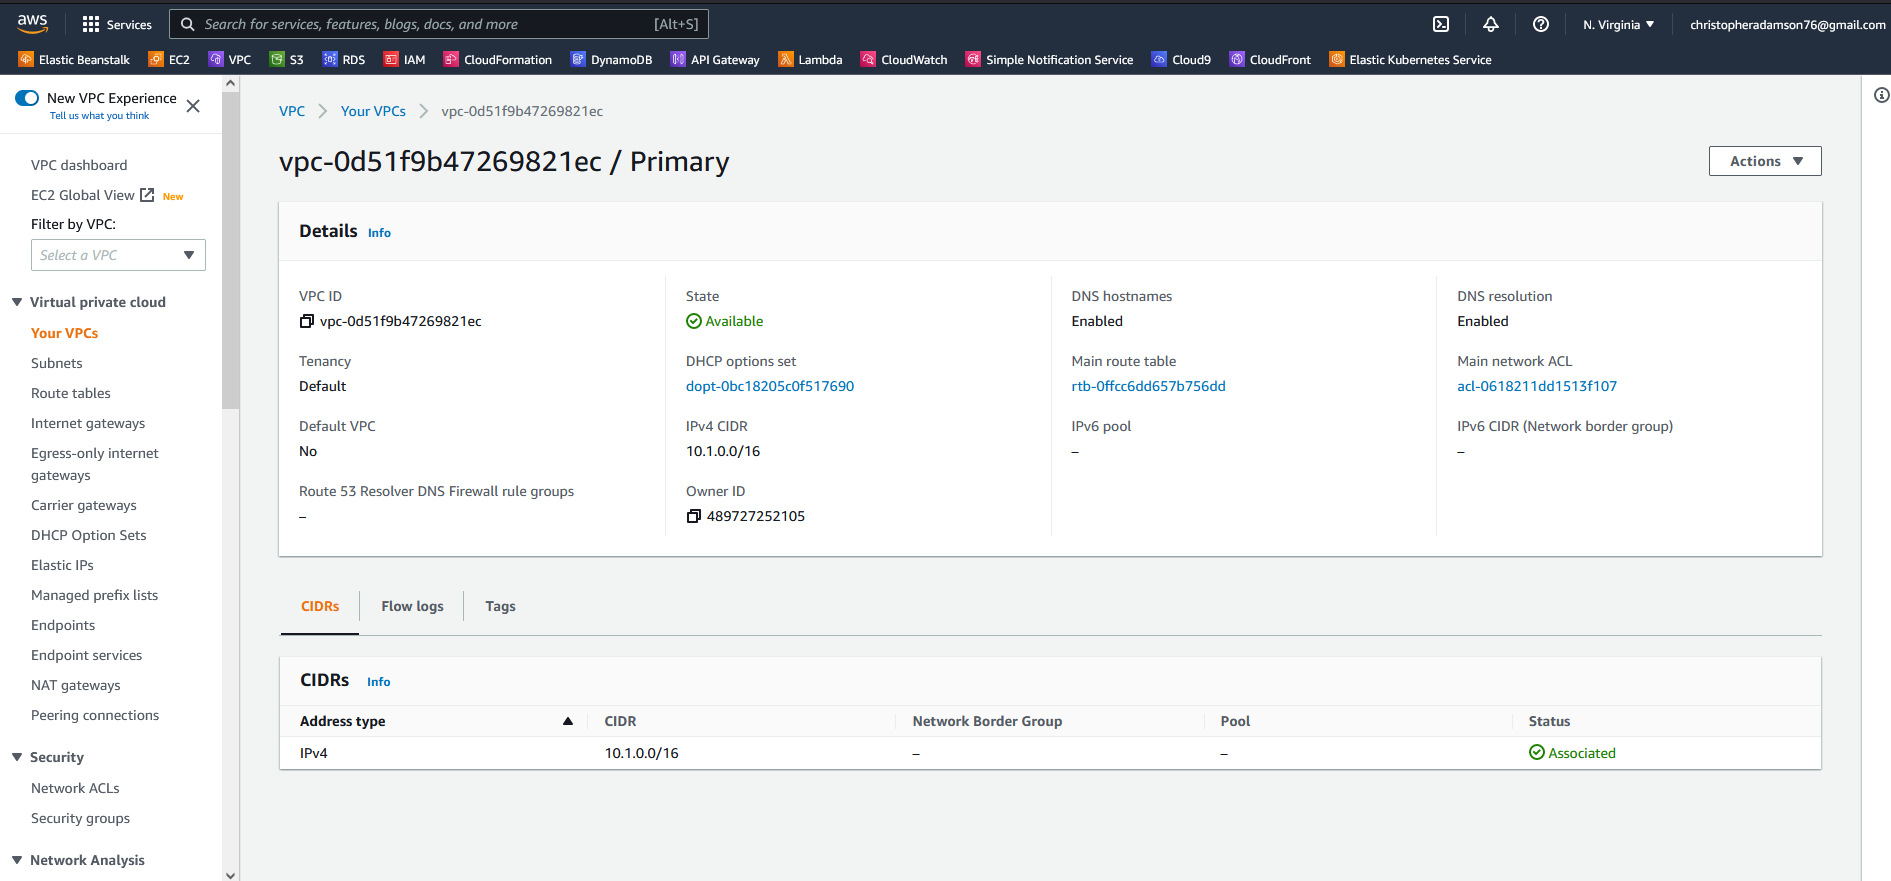 aws
Services
Search for services, features, blogs, docs, and more
[Alt+S]
N. Virginia
christopheradamson76@gmail.com
Elastic Beanstalk
EC2
VPC
S3
RDS
IAM
CloudFormation
DynamoDB
API Gateway
Lambda
CloudWatch
Simple Notification Service
Cloud9
CloudFront
Elastic Kubernetes Service
New VPC Experience
Tell us what you think
VPC dashboard
EC2 Global View
New
Filter by VPC:
Select a VPC
Virtual private cloud
Your VPCs
Subnets
Route tables
Internet gateways
Egress-only internet
gateways
Carrier gateways
DHCP Option Sets
Elastic IPs
Managed prefix lists
Endpoints
Endpoint services
NAT gateways
Peering connections
Security
Network ACLs
Security groups
Network Analysis
VPC
Your VPCs
vpc-0d51f9b47269821ec
vpc-0d51f9b47269821ec / Primary
Actions
Details
Info
VPC ID
vpc-0d51f9b47269821ec
State
Available
DNS hostnames
Enabled
DNS resolution
Enabled
Tenancy
Default
DHCP options set
dopt-0bc18205c0f517690
Main route table
rtb-0ffcc6dd657b756dd
Main network ACL
acl-0618211dd1513f107
Default VPC
No
IPv4 CIDR
10.1.0.0/16
IPv6 pool
–
IPv6 CIDR (Network border group)
–
Route 53 Resolver DNS Firewall rule groups
–
Owner ID
489727252105
CIDRs
Flow logs
Tags
CIDRs
Info
Address type
CIDR
Network Border Group
Pool
Status
IPv4
10.1.0.0/16
–
–
Associated